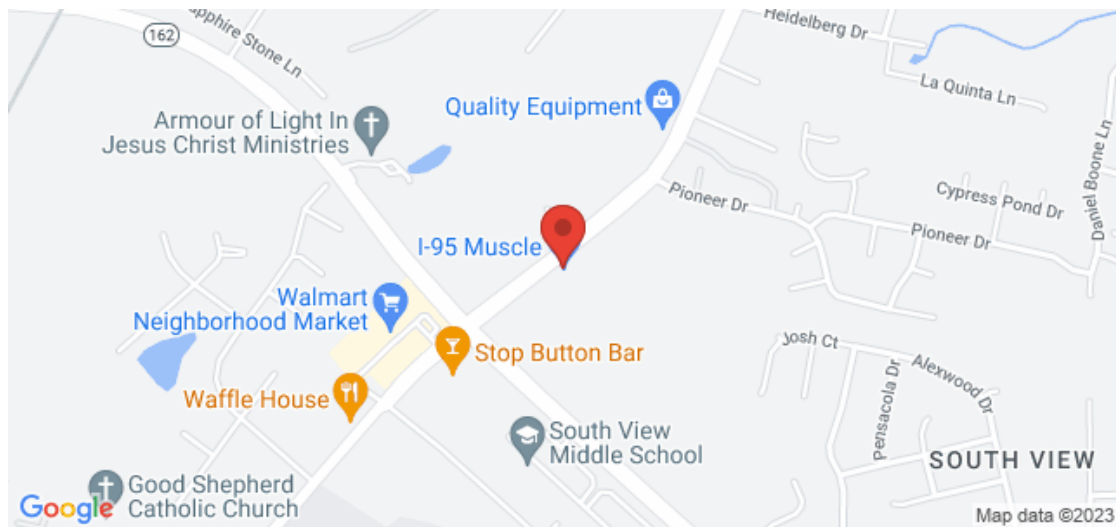 162
Sapphire Stone Ln
Heidelberg Dr
La Quinta Ln
Quality Equipment
Armour of Light In
Jesus Christ Ministries
Daniel Boone Ln
Pioneer Dr
Cypress Pond Dr
Pioneer Dr
I-95 Muscle
Walmart
Neighborhood Market
Stop Button Bar
Josh Ct
Alexwood Dr
Pensacola Dr
Waffle House
South View
Middle School
SOUTH VIEW
Good Shepherd
Catholic Church
Google
Map data ©2023